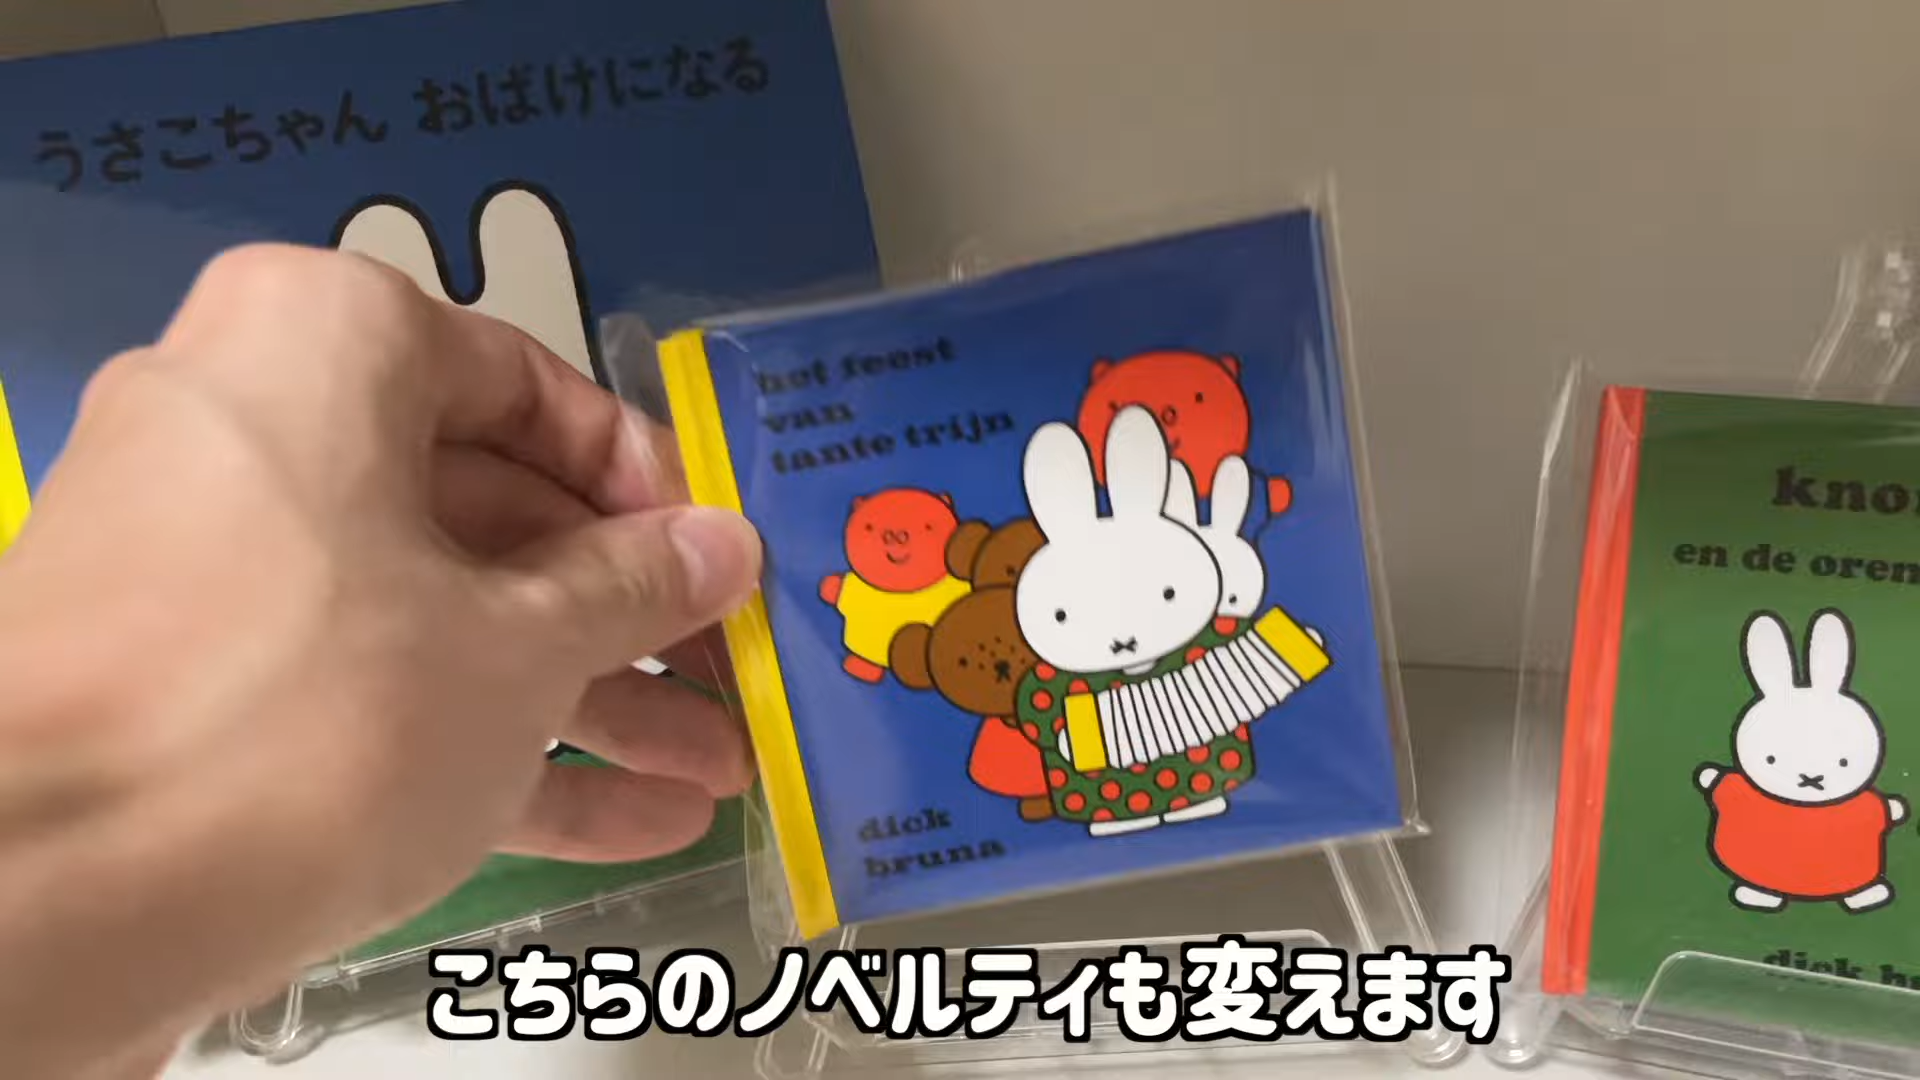 うさこちゃん おばけになる
het feest
van
tante trijn
dick
bruna
en de oren
dick
こちらのノベルティも変えます